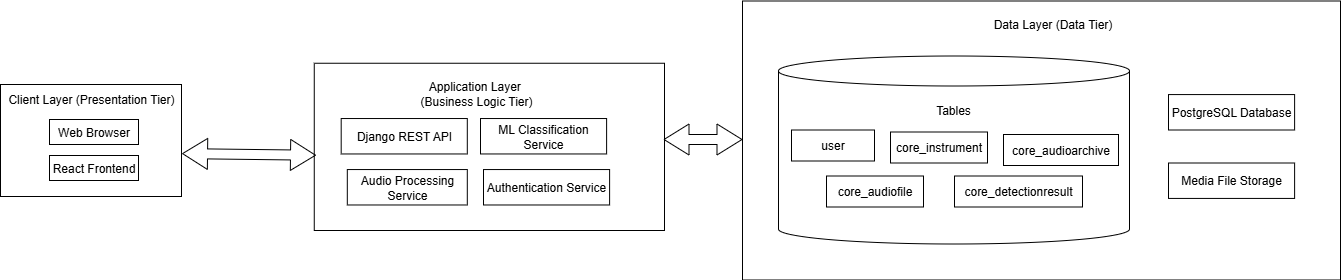 Client Layer (Presentation Tier)
Web Browser
React Frontend
Application Layer
(Business Logic Tier)
Django REST API
ML Classification
Service
Audio Processing
Service
Authentication Service
Data Layer (Data Tier)
Tables
user
core_instrument
core_audioarchive
core_audiofile
core_detectionresult
PostgreSQL Database
Media File Storage